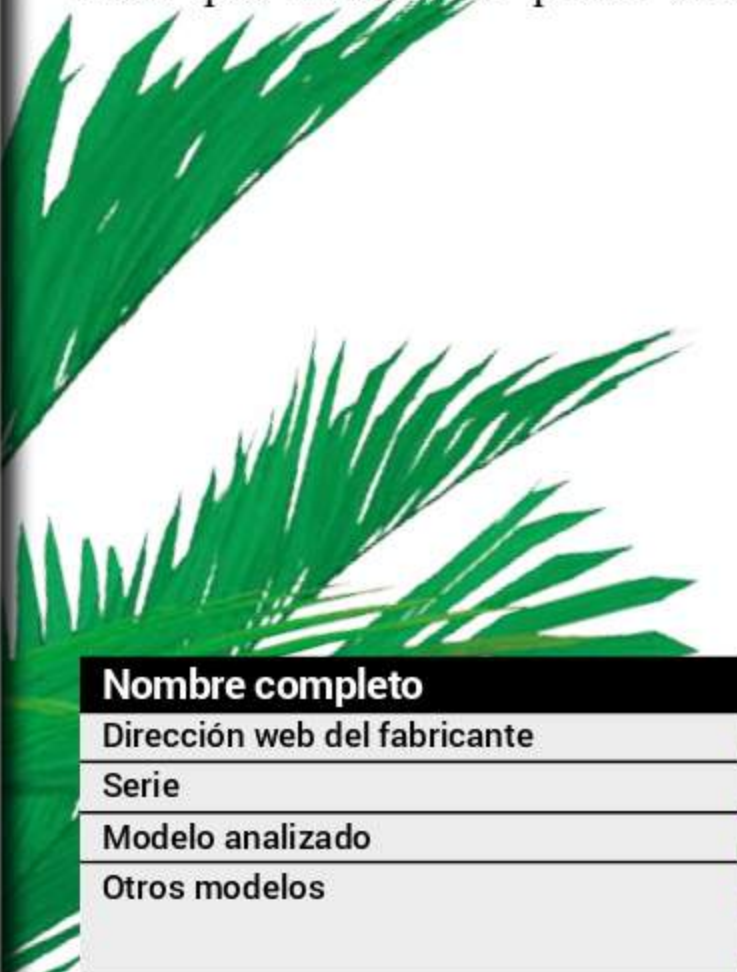 Nombre completo
Dirección web del fabricante
Serie
Modelo analizado
Otros modelos